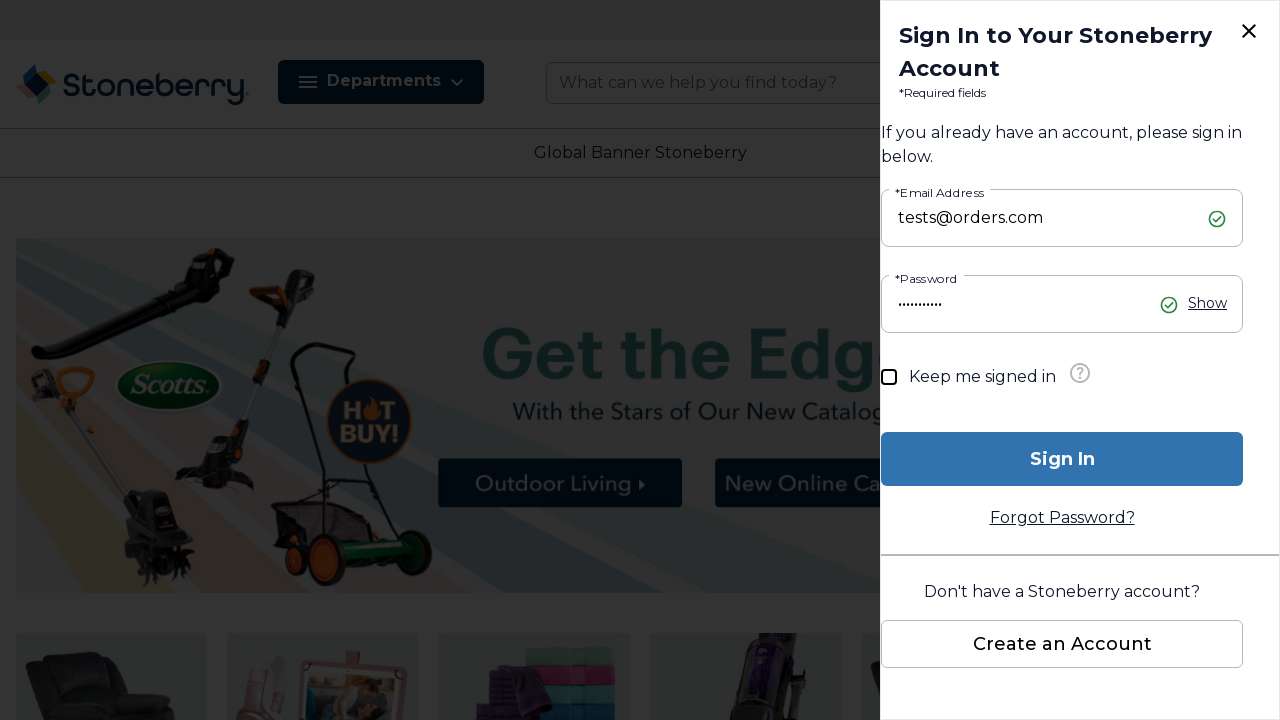 Sign In to Your Stoneberry
Account
*Required fields
If you already have an account, please sign in
below.
*Email Address
tests@orders.com
*Password
•••••••••••
Show
Keep me signed in
?
Sign In
Forgot Password?
Don't have a Stoneberry account?
Create an Account
Stoneberry
Departments
What can we help you find today?
Global Banner Stoneberry
Get the Edge
With the Stars of Our New Catalog
Scotts
HOT
BUY!
Outdoor Living
New Online Ca